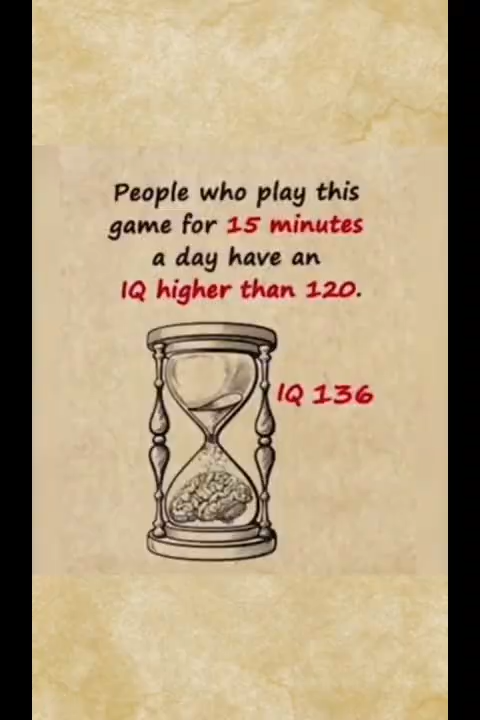 People who play this
game for 15 minutes
a day have an
IQ higher than 120.
IQ 136